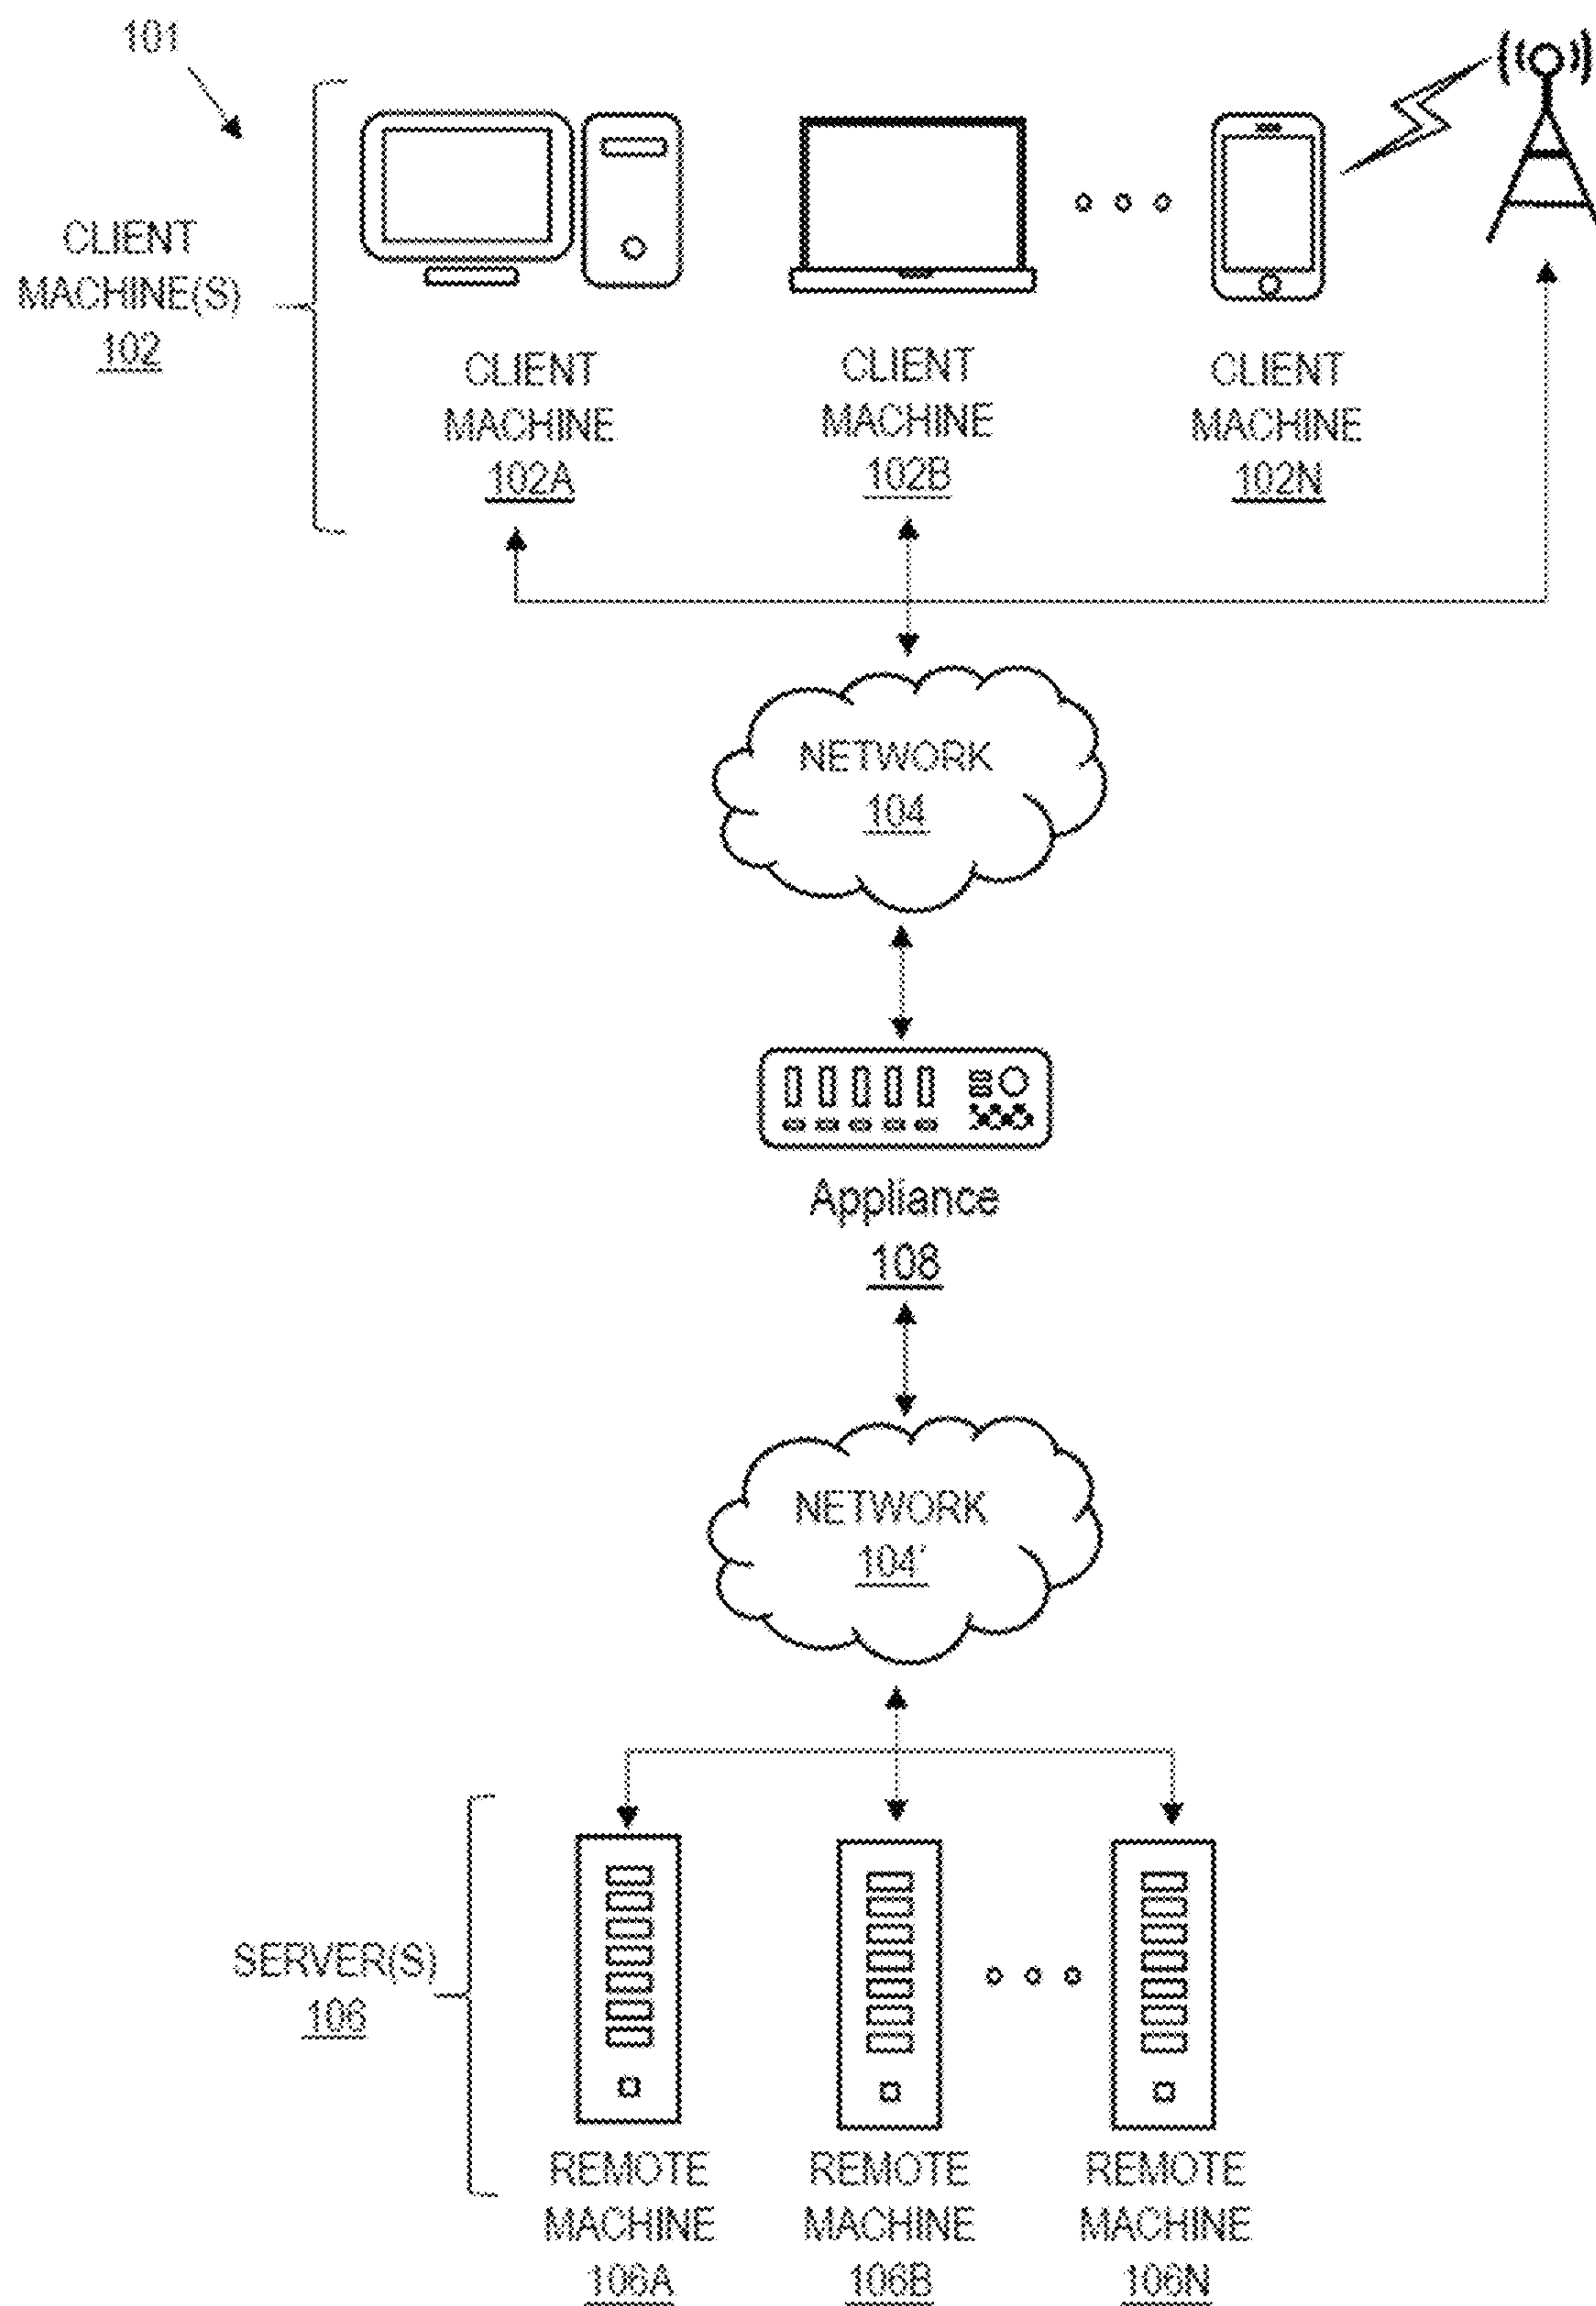 101
CLIENT
MACHINE(S)
102
CLIENT
MACHINE
102A
CLIENT
MACHINE
102B
CLIENT
MACHINE
102N
NETWORK
104
Appliance
108
NETWORK
104'
SERVER(S)
106
REMOTE
MACHINE
106A
REMOTE
MACHINE
106B
REMOTE
MACHINE
106N